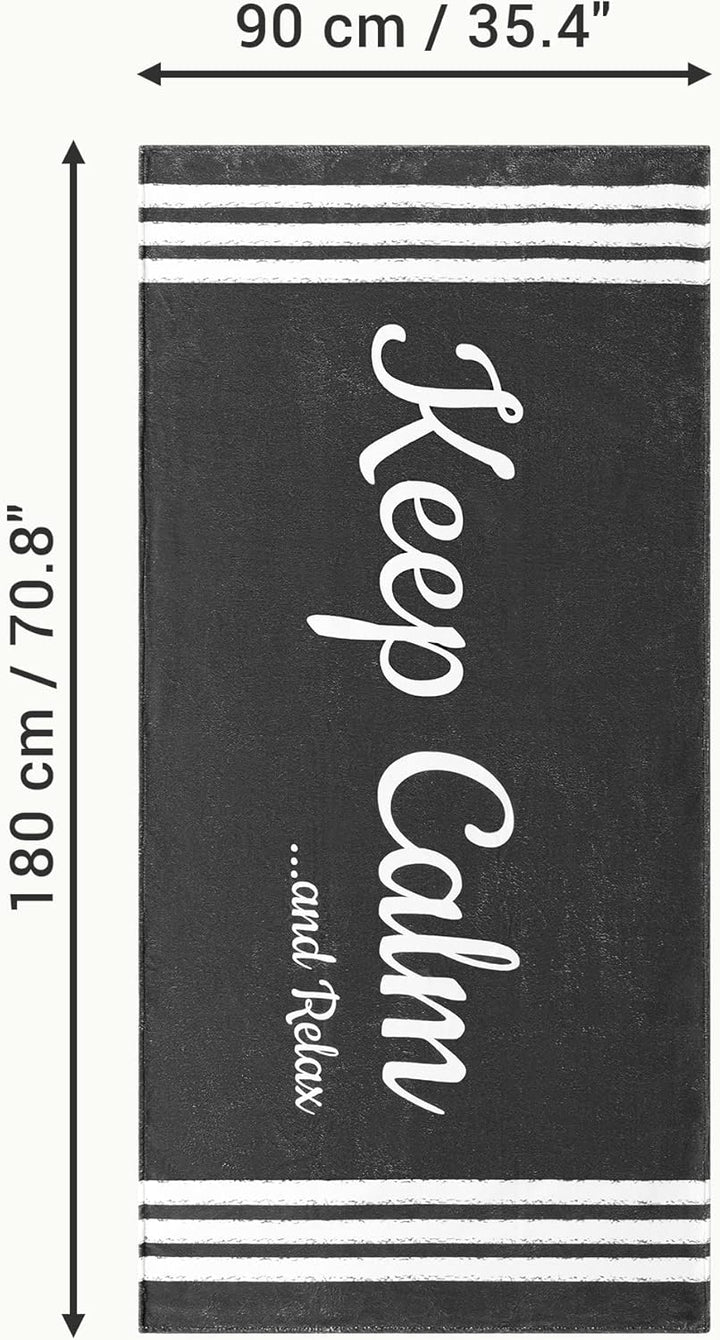 90 cm / 35.4"
180 cm / 70.8"
Keep Calm
...and Relax